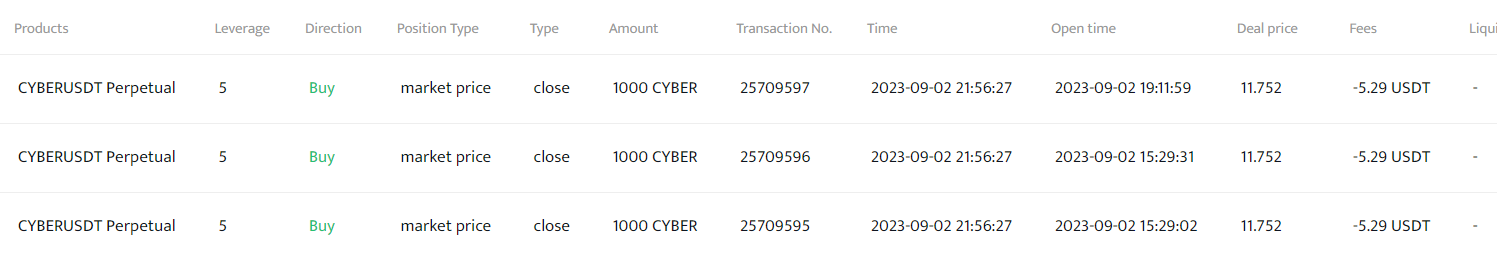 Products Leverage Direction Position Type Type Amount Transaction No. Time Open time Deal price Fees Liqui
CYBERUSDT Perpetual 5 Buy market price close 1000 CYBER 25709597 2023-09-02 21:56:27 2023-09-02 19:11:59 11.752 -5.29 USDT -
CYBERUSDT Perpetual 5 Buy market price close 1000 CYBER 25709596 2023-09-02 21:56:27 2023-09-02 15:29:31 11.752 -5.29 USDT -
CYBERUSDT Perpetual 5 Buy market price close 1000 CYBER 25709595 2023-09-02 21:56:27 2023-09-02 15:29:02 11.752 -5.29 USDT -